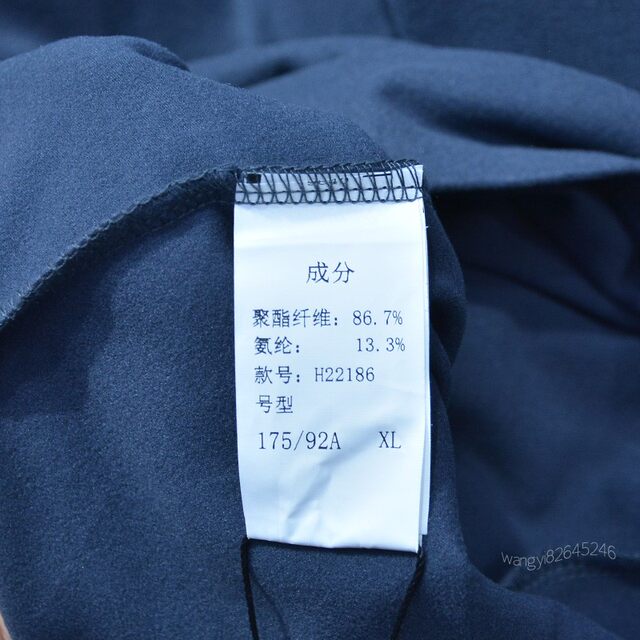 成分
聚酯纤维: 86.7%
氨纶: 13.3%
款号: H22186
号型
175/92A XL
wangyi82645246